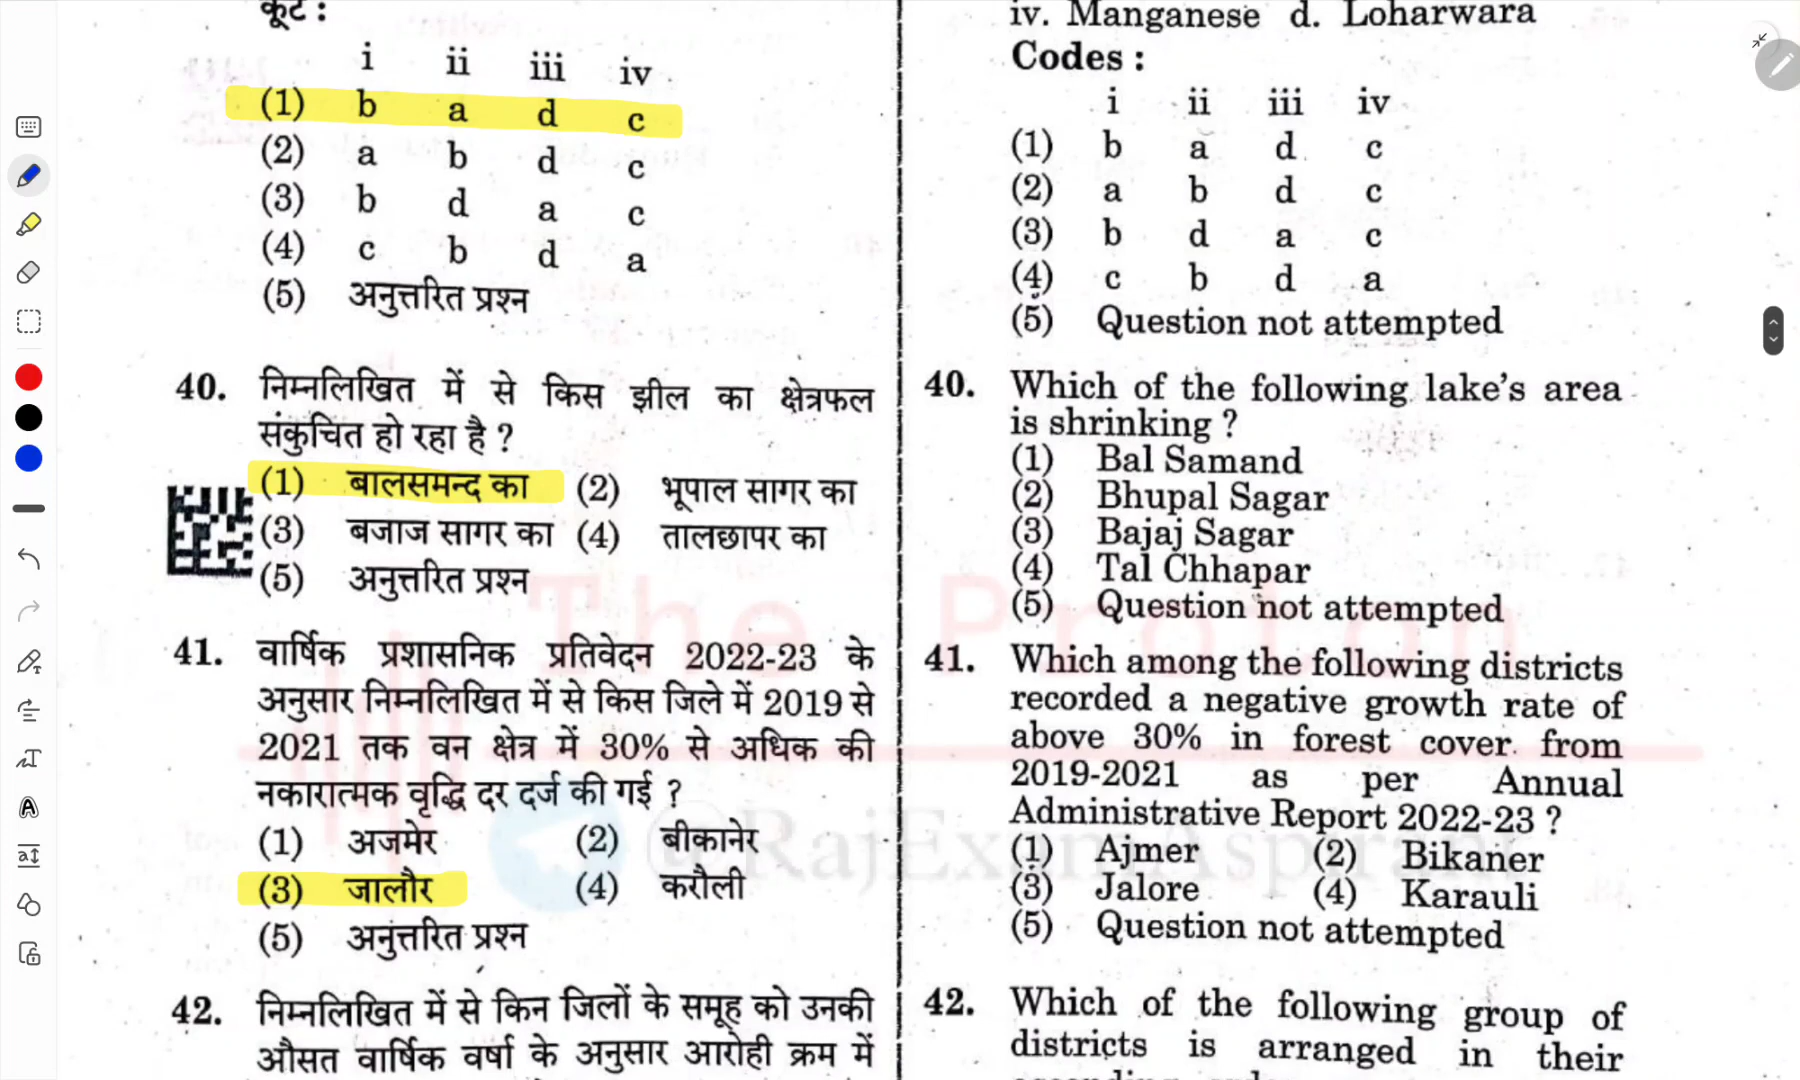 कूट :
i ii iii iv
(1) b a d c
(2) a b d c
(3) b d a c
(4) c b d a
(5) अनुत्तरित प्रश्न
40. निम्नलिखित में से किस झील का क्षेत्रफल
संकुचित हो रहा है ?
(1) बालसमन्द का (2) भूपाल सागर का
(3) बजाज सागर का (4) तालछापर का
(5) अनुत्तरित प्रश्न
41. वार्षिक प्रशासनिक प्रतिवेदन 2022-23 के
अनुसार निम्नलिखित में से किस जिले में 2019 से
2021 तक वन क्षेत्र में 30% से अधिक की
नकारात्मक वृद्धि दर दर्ज की गई ?
(1) अजमेर (2) बीकानेर
(3) जालौर (4) करौली
(5) अनुत्तरित प्रश्न
42. निम्नलिखित में से किन जिलों के समूह को उनकी
औसत वार्षिक वर्षा के अनुसार आरोही क्रम में
iv. Manganese d. Loharwara
Codes :
i ii iii iv
(1) b a d c
(2) a b d c
(3) b d a c
(4) c b d a
(5) Question not attempted
40. Which of the following lake's area
is shrinking ?
(1) Bal Samand
(2) Bhupal Sagar
(3) Bajaj Sagar
(4) Tal Chhapar
(5) Question not attempted
41. Which among the following districts
recorded a negative growth rate of
above 30% in forest cover from
2019-2021 as per Annual
Administrative Report 2022-23 ?
(1) Ajmer (2) Bikaner
(3) Jalore (4) Karauli
(5) Question not attempted
42. Which of the following group of
districts is arranged in their
The Proton
@RajExamAspirant